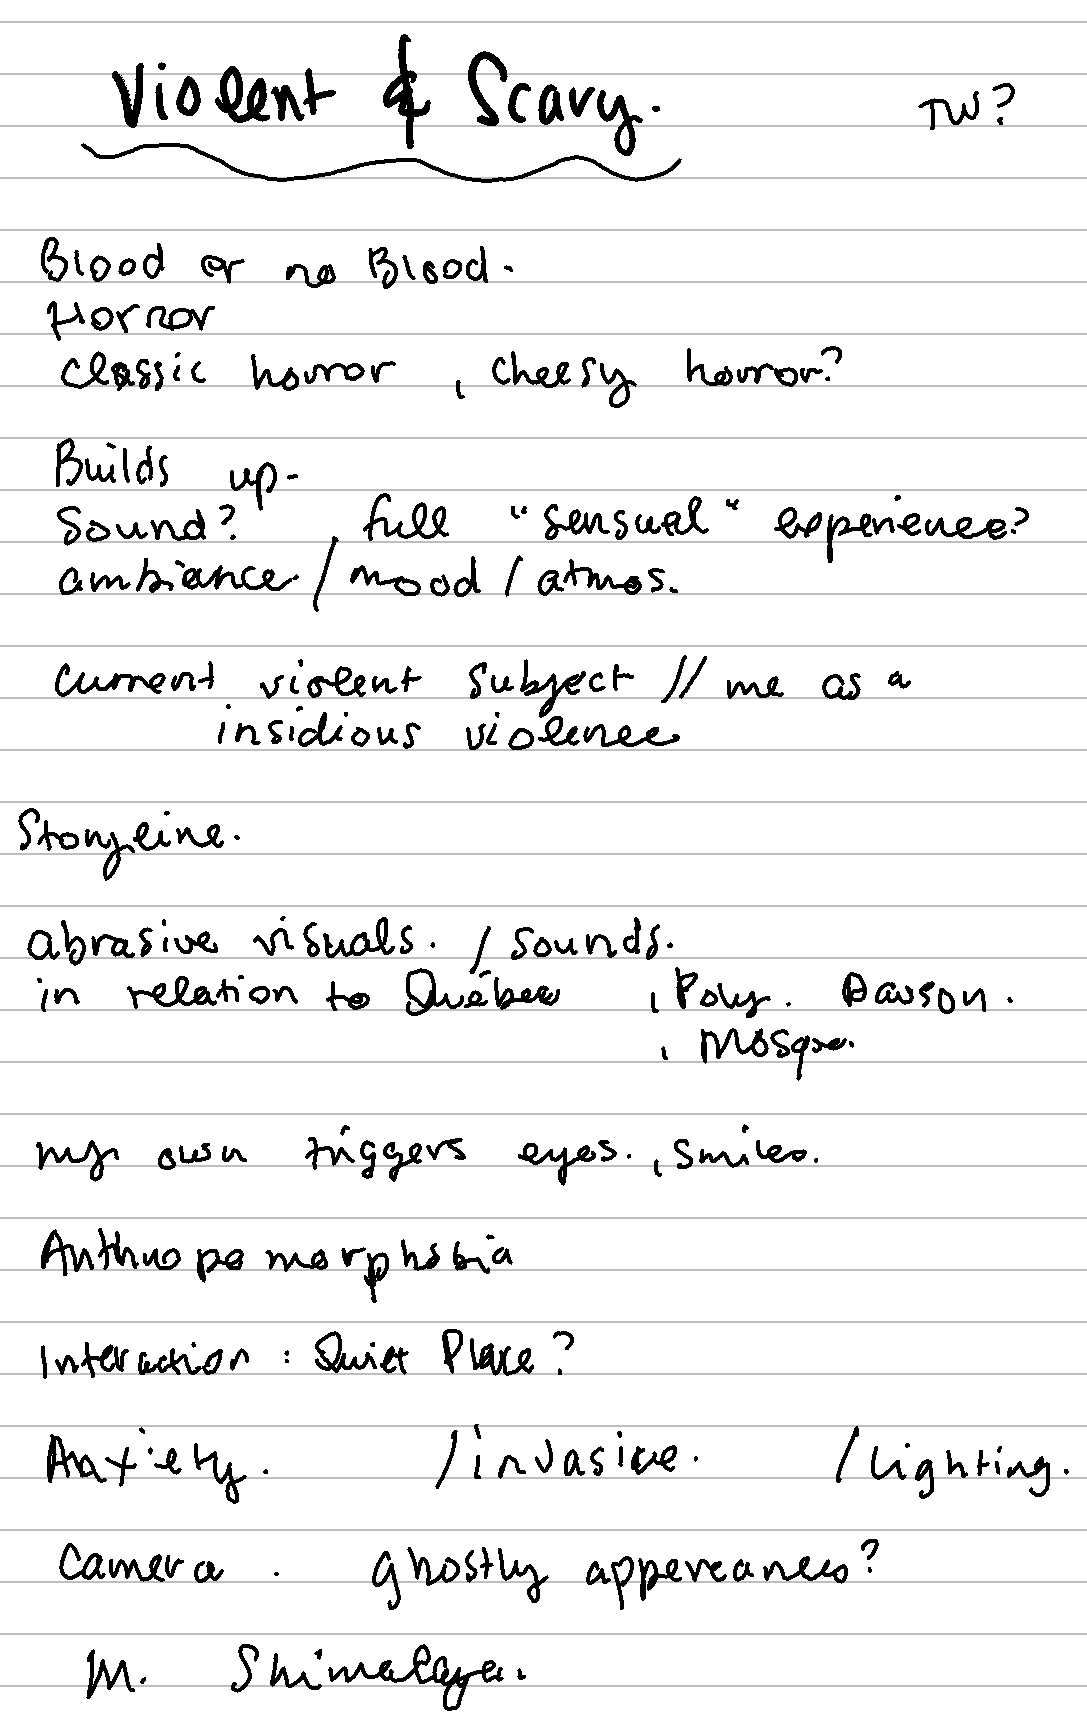 Violent & Scary. TW?
Blood or no Blood.
Horror
classic horror , cheesy horror?
Builds up-
Sound? , full "sensual" experience?
ambiance / mood / atmos.
current violent subject // me as a
insidious violence
Storyline.
abrasive visuals. / sounds.
in relation to Québec , Poly. Dawson.
, Mosque.
my own triggers eyes. , smiles.
Anthropomorphobia
Interaction : Quiet Place?
Anxiety. /invasive. /Lighting.
Camera . ghostly appereances?
M. Shimalaya.